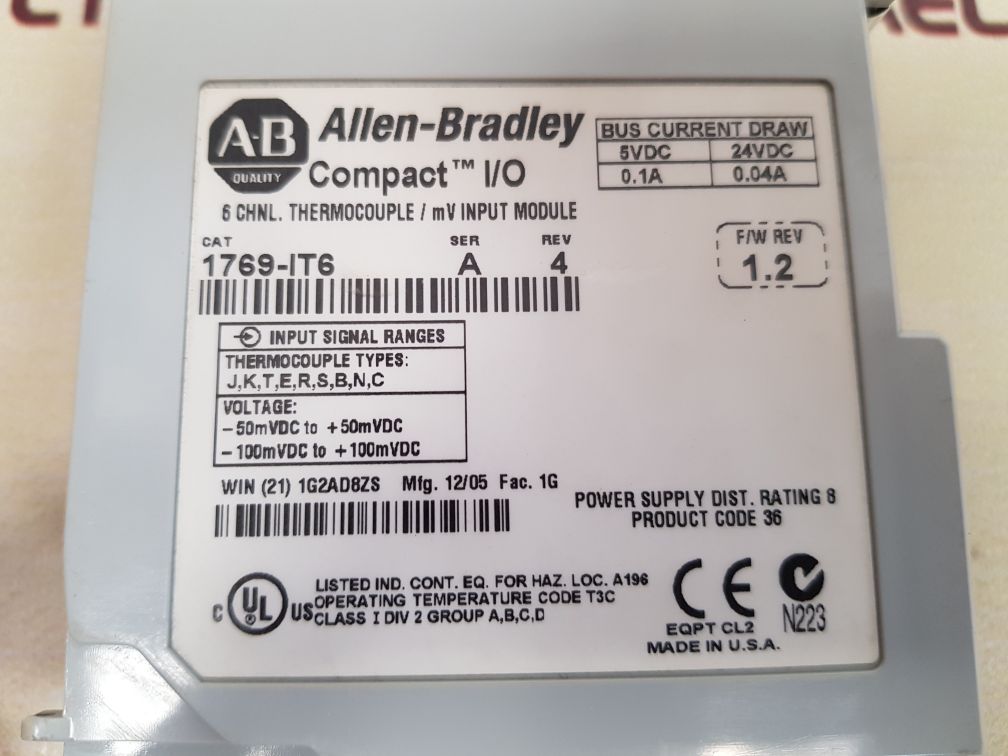 A-B
QUALITY
Allen-Bradley
Compact™ I/O
BUS CURRENT DRAW
5VDC 24VDC
0.1A 0.04A
6 CHNL. THERMOCOUPLE / mV INPUT MODULE
CAT SER REV
1769-IT6 A 4
F/W REV
1.2
INPUT SIGNAL RANGES
THERMOCOUPLE TYPES:
J,K,T,E,R,S,B,N,C
VOLTAGE:
-50mVDC to +50mVDC
-100mVDC to +100mVDC
WIN (21) 1G2AD8ZS Mfg. 12/05 Fac. 1G
POWER SUPPLY DIST. RATING 8
PRODUCT CODE 36
C UL US
®
LISTED IND. CONT. EQ. FOR HAZ. LOC. A196
OPERATING TEMPERATURE CODE T3C
CLASS I DIV 2 GROUP A,B,C,D
CE
EQPT CL2
MADE IN U.S.A.
N223